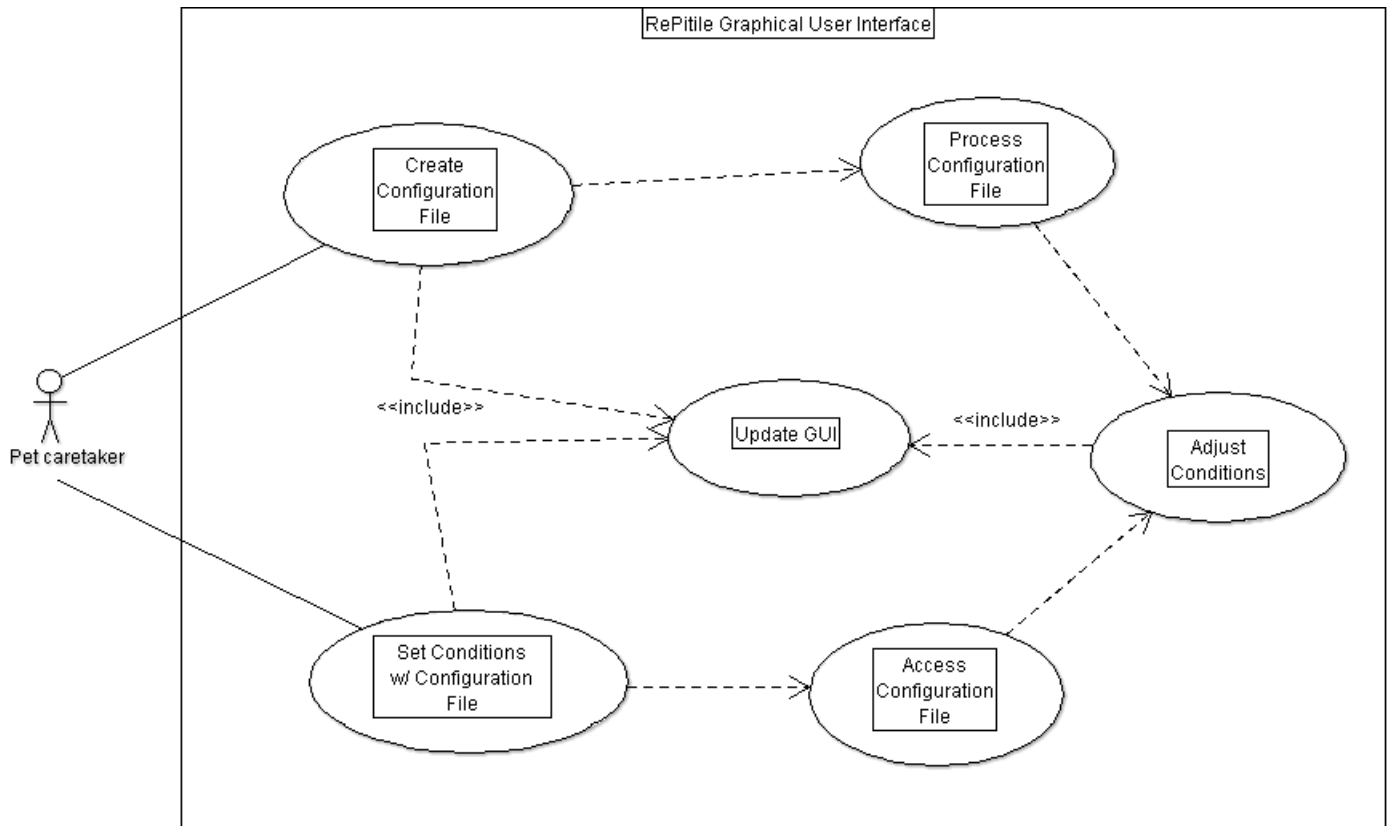 RePitile Graphical User Interface
Create
Configuration
File
Process
Configuration
File
<<include>>
Update GUI
<<include>>
Adjust
Conditions
Pet caretaker
Set Conditions
w/ Configuration
File
Access
Configuration
File